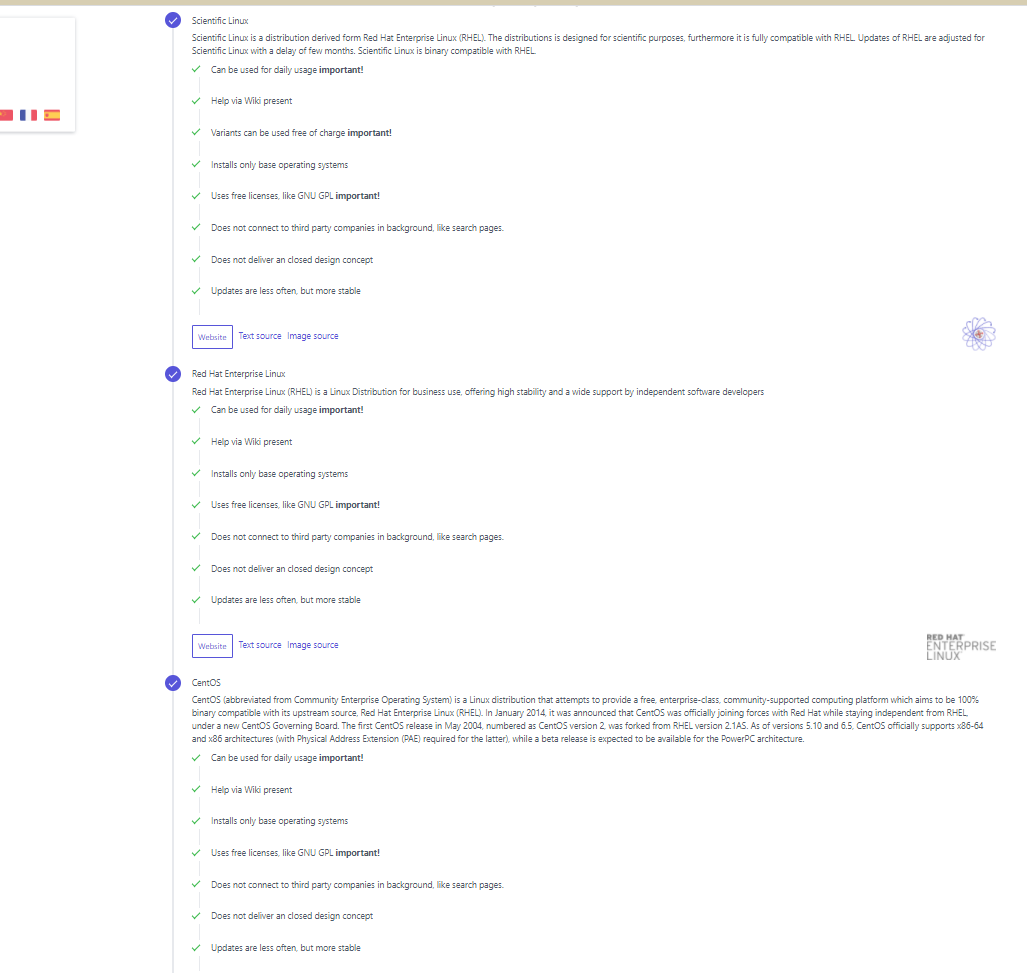 Scientific Linux
Scientific Linux is a distribution derived form Red Hat Enterprise Linux (RHEL). The distributions is designed for scientific purposes, furthermore it is fully compatible with RHEL. Updates of RHEL are adjusted for
Scientific Linux with a delay of few months. Scientific Linux is binary compatible with RHEL.
Can be used for daily usage important!
Help via Wiki present
Variants can be used free of charge important!
Installs only base operating systems
Uses free licenses, like GNU GPL important!
Does not connect to third party companies in background, like search pages.
Does not deliver an closed design concept
Updates are less often, but more stable
Website Text source Image source
Red Hat Enterprise Linux
Red Hat Enterprise Linux (RHEL) is a Linux Distribution for business use, offering high stability and a wide support by independent software developers
Can be used for daily usage important!
Help via Wiki present
Installs only base operating systems
Uses free licenses, like GNU GPL important!
Does not connect to third party companies in background, like search pages.
Does not deliver an closed design concept
Updates are less often, but more stable
Website Text source Image source
RED HAT
ENTERPRISE
LINUX
CentOS
CentOS (abbreviated from Community Enterprise Operating System) is a Linux distribution that attempts to provide a free, enterprise-class, community-supported computing platform which aims to be 100%
binary compatible with its upstream source, Red Hat Enterprise Linux (RHEL). In January 2014, it was announced that CentOS was officially joining forces with Red Hat while staying independent from RHEL,
under a new CentOS Governing Board. The first CentOS release in May 2004, numbered as CentOS version 2, was forked from RHEL version 2.1AS. As of versions 5.10 and 6.5, CentOS officially supports x86-64
and x86 architectures (with Physical Address Extension (PAE) required for the latter), while a beta release is expected to be available for the PowerPC architecture.
Can be used for daily usage important!
Help via Wiki present
Installs only base operating systems
Uses free licenses, like GNU GPL important!
Does not connect to third party companies in background, like search pages.
Does not deliver an closed design concept
Updates are less often, but more stable